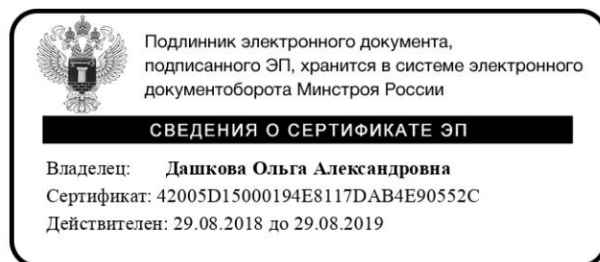 Подлинник электронного документа,
подписанного ЭП, хранится в системе электронного
документоборота Минстроя России
СВЕДЕНИЯ О СЕРТИФИКАТЕ ЭП
Владелец: Дашкова Ольга Александровна
Сертификат: 42005D15000194E8117DAB4E90552C
Действителен: 29.08.2018 до 29.08.2019